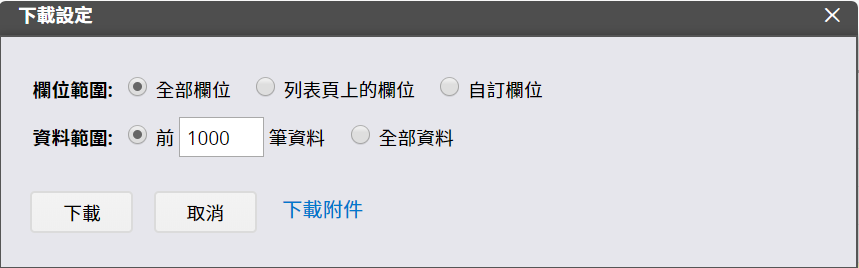 下載設定
欄位範圍: 全部欄位 列表頁上的欄位 自訂欄位
資料範圍: 前 1000 筆資料 全部資料
下載 取消 下載附件